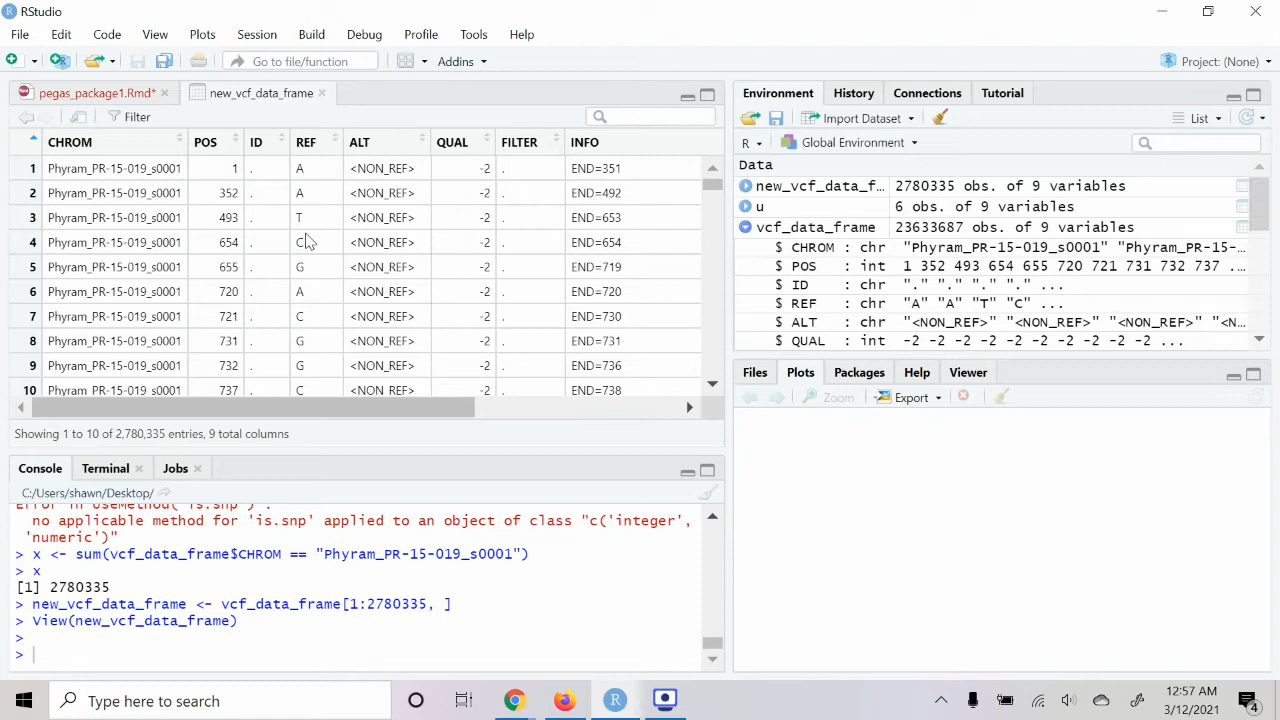 RStudio
File Edit Code View Plots Session Build Debug Profile Tools Help
Go to file/function Addins Project: (None)
pegas_package1.Rmd* new_vcf_data_frame
Filter
CHROM POS ID REF ALT QUAL FILTER INFO
1 Phyram_PR-15-019_s0001 1 . A <NON_REF> -2 . END=351
2 Phyram_PR-15-019_s0001 352 . A <NON_REF> -2 . END=492
3 Phyram_PR-15-019_s0001 493 . T <NON_REF> -2 . END=653
4 Phyram_PR-15-019_s0001 654 . C <NON_REF> -2 . END=654
5 Phyram_PR-15-019_s0001 655 . G <NON_REF> -2 . END=719
6 Phyram_PR-15-019_s0001 720 . A <NON_REF> -2 . END=720
7 Phyram_PR-15-019_s0001 721 . C <NON_REF> -2 . END=730
8 Phyram_PR-15-019_s0001 731 . G <NON_REF> -2 . END=731
9 Phyram_PR-15-019_s0001 732 . G <NON_REF> -2 . END=736
10 Phyram_PR-15-019_s0001 737 . C <NON_REF> -2 . END=738
Showing 1 to 10 of 2,780,335 entries, 9 total columns
Console Terminal Jobs
C:/Users/shawn/Desktop/
Error in UseMethod("is.snp") :
no applicable method for 'is.snp' applied to an object of class "c('integer',
'numeric')"
> x <- sum(vcf_data_frame$CHROM == "Phyram_PR-15-019_s0001")
> x
[1] 2780335
> new_vcf_data_frame <- vcf_data_frame[1:2780335, ]
> View(new_vcf_data_frame)
>
>
Environment History Connections Tutorial
Import Dataset List
R Global Environment
Data
new_vcf_data_f… 2780335 obs. of 9 variables
u 6 obs. of 9 variables
vcf_data_frame 23633687 obs. of 9 variables
$ CHROM : chr "Phyram_PR-15-019_s0001" "Phyram_PR-15-…
$ POS : int 1 352 493 654 655 720 721 731 732 737 ...
$ ID : chr "." "." "." "." ...
$ REF : chr "A" "A" "T" "C" ...
$ ALT : chr "<NON_REF>" "<NON_REF>" "<NON_REF>" "<N…
$ QUAL : int -2 -2 -2 -2 -2 -2 -2 -2 -2 -2 ...
Files Plots Packages Help Viewer
Zoom Export
Type here to search
12:57 AM
3/12/2021
4